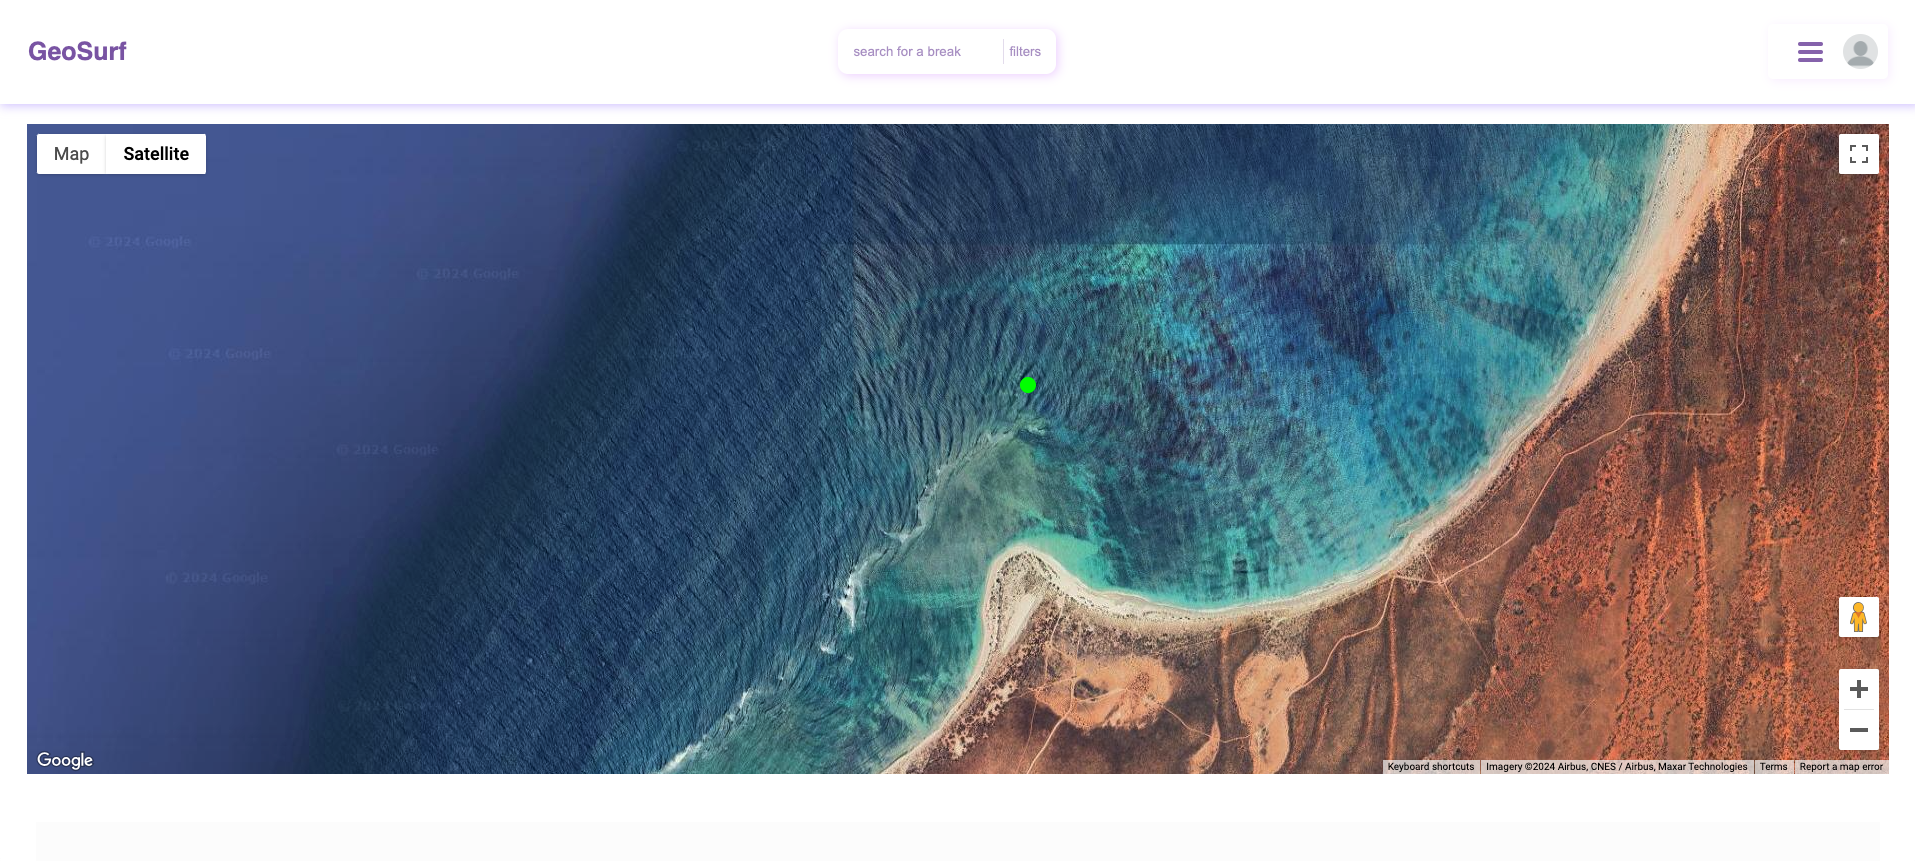 GeoSurf
search for a break
filters
Map
Satellite
© 2024 Google
© 2024 Google
© 2024 Google
© 2024 Google
© 2024 Google
Google
Keyboard shortcuts
Imagery ©2024 Airbus, CNES / Airbus, Maxar Technologies
Terms
Report a map error